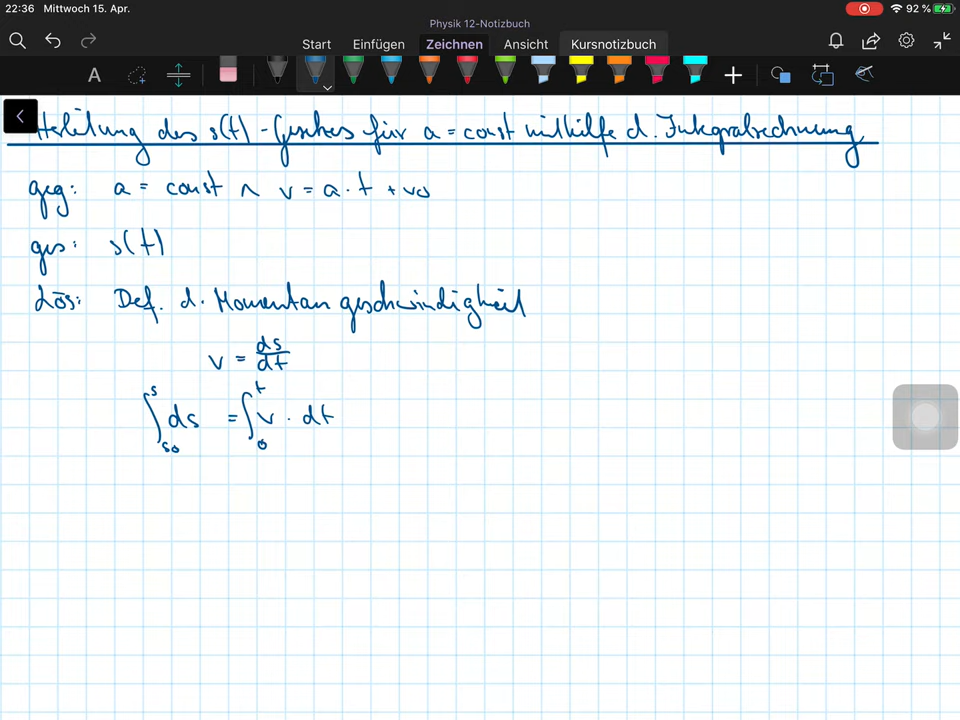 22:36 Mittwoch 15. Apr. 92 %
Physik 12-Notizbuch
Start Einfügen Zeichnen Ansicht Kursnotizbuch
A
Herleitung des s(t) - Gesetzes für a = const mithilfe d. Integralrechnung
geg: a = const ∧ v = a · t + v0
ges: s(t)
Lös: Def. d. Momentangeschwindigkeit
v = ds/dt
∫_{s0}^{s} ds = ∫_{0}^{t} v · dt